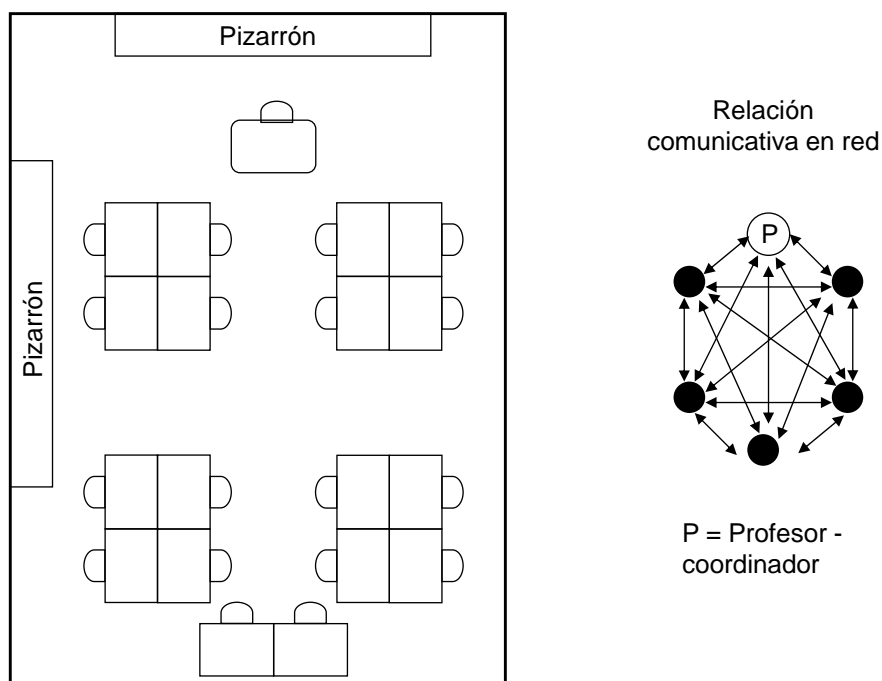 Pizarrón
Pizarrón
Relación
comunicativa en red
P
P = Profesor -
coordinador